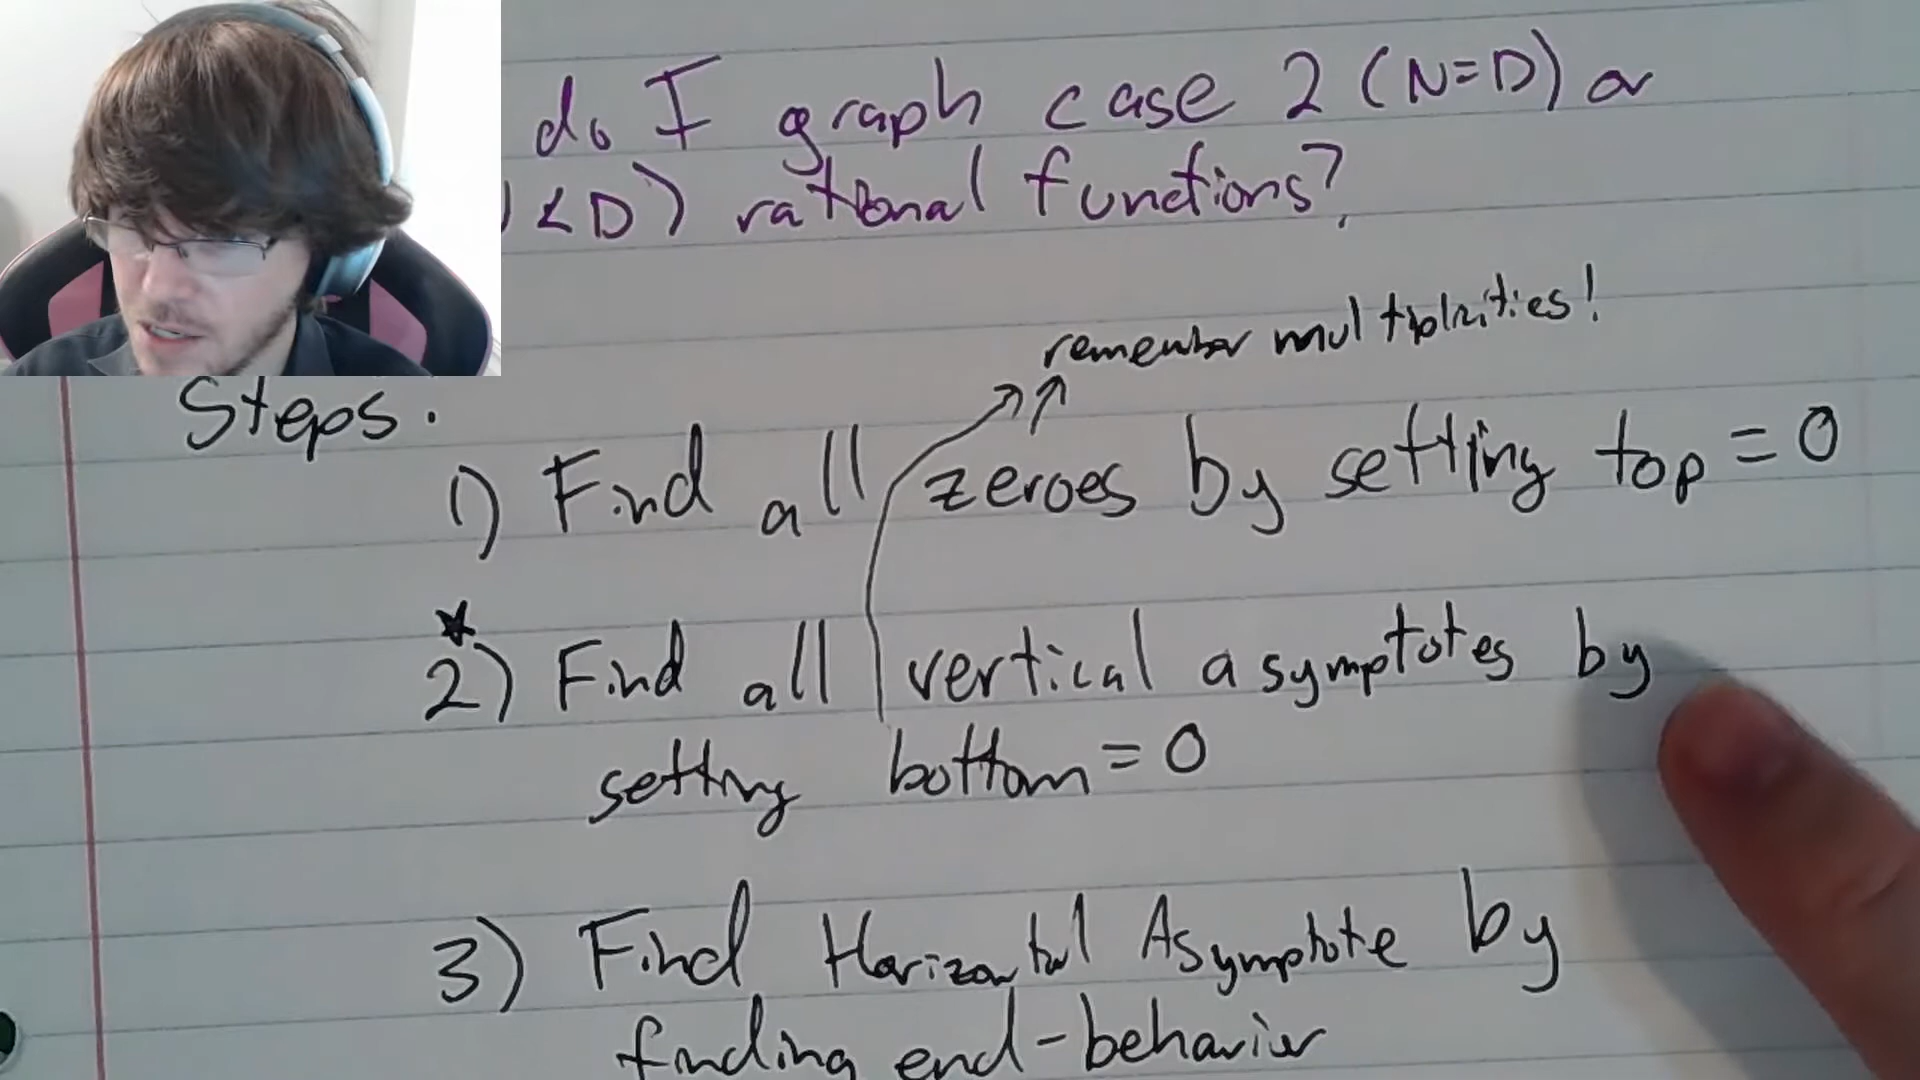 do I graph case 2 (N=D) or
<D) rational functions?
remember multiplicities!
Steps:
1) Find all zeroes by setting top = 0
2) Find all vertical asymptotes by
setting bottom = 0
3) Find Horizontal Asymptote by
finding end-behavior